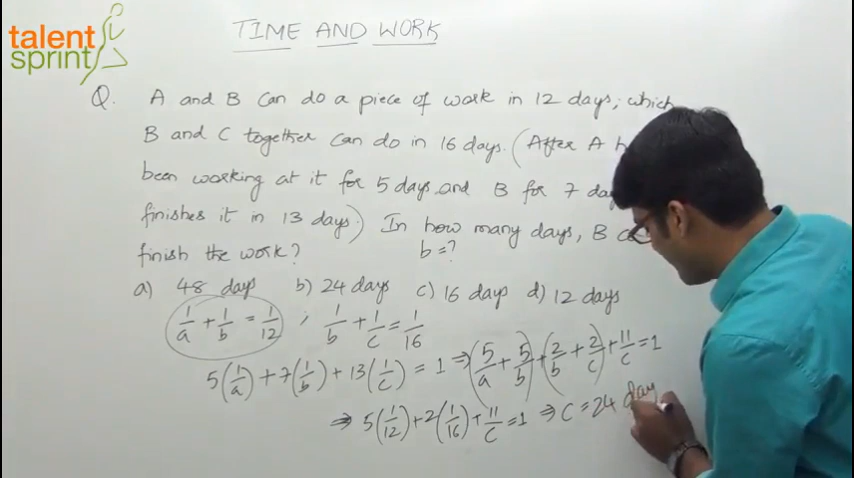 talent
sprint
TIME AND WORK
Q. A and B can do a piece of work in 12 days, which
B and C together can do in 16 days. (After A
been working at it for 5 days and B for 7
finishes it in 13 days.) In how many days, B
finish the work? b=?
a) 48 days b) 24 days c) 16 days d) 12 days
1/a + 1/b = 1/12 ; 1/b + 1/c = 1/16
5(1/a) + 7(1/b) + 13(1/c) = 1 ⇒ (5/a + 5/b) + (2/b + 2/c) + 11/c = 1
⇒ 5(1/12) + 2(1/16) + 11/c = 1 ⇒ C = 24 day